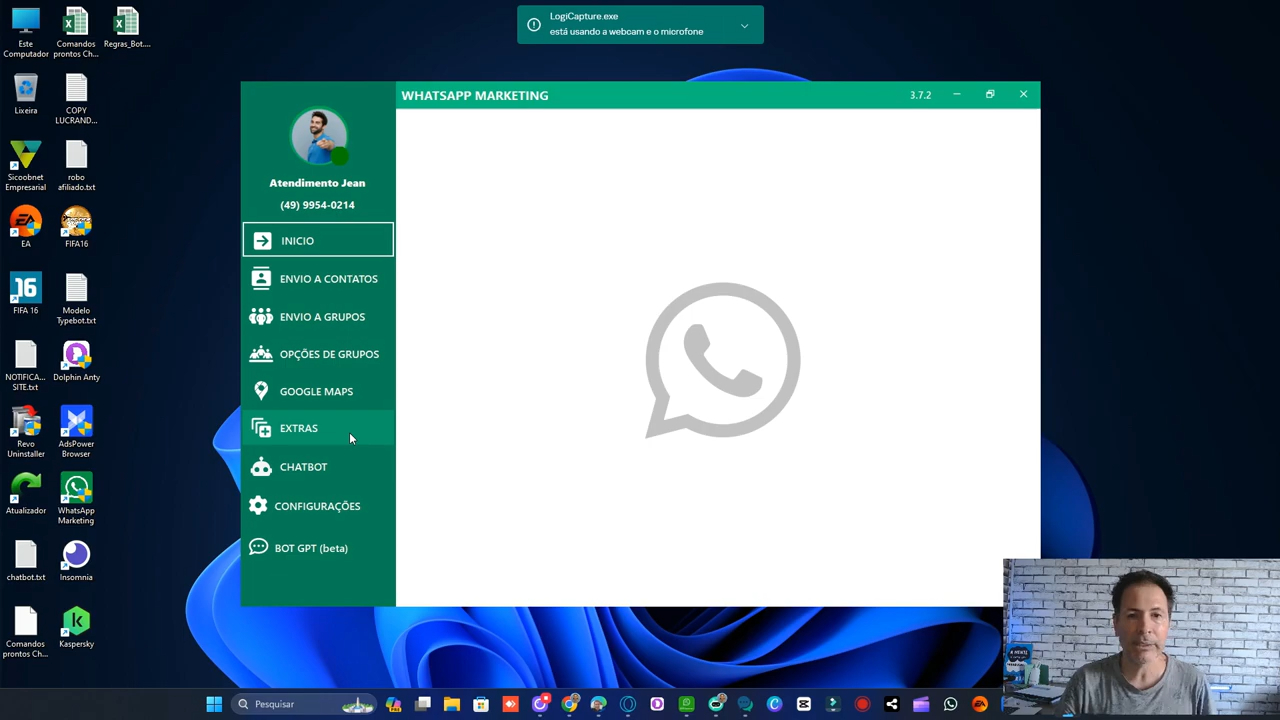 LogiCapture.exe
está usando a webcam e o microfone
Este
Computador
Comandos
prontos Ch...
Regras_Bot....
Lixeira
COPY
LUCRAND...
Sicoobnet
Empresarial
robo
afiliado.txt
EA
FIFA16
16
FIFA 16
Modelo
Typebot.txt
NOTIFICA...
SITE.txt
Dolphin Anty
Revo
Uninstaller
AdsPower
Browser
Atualizador
WhatsApp
Marketing
chatbot.txt
Insomnia
Comandos
prontos Ch...
Kaspersky
WHATSAPP MARKETING
3.7.2
Atendimento Jean
(49) 9954-0214
INICIO
ENVIO A CONTATOS
ENVIO A GRUPOS
OPÇÕES DE GRUPOS
GOOGLE MAPS
EXTRAS
CHATBOT
CONFIGURAÇÕES
BOT GPT (beta)
Pesquisar